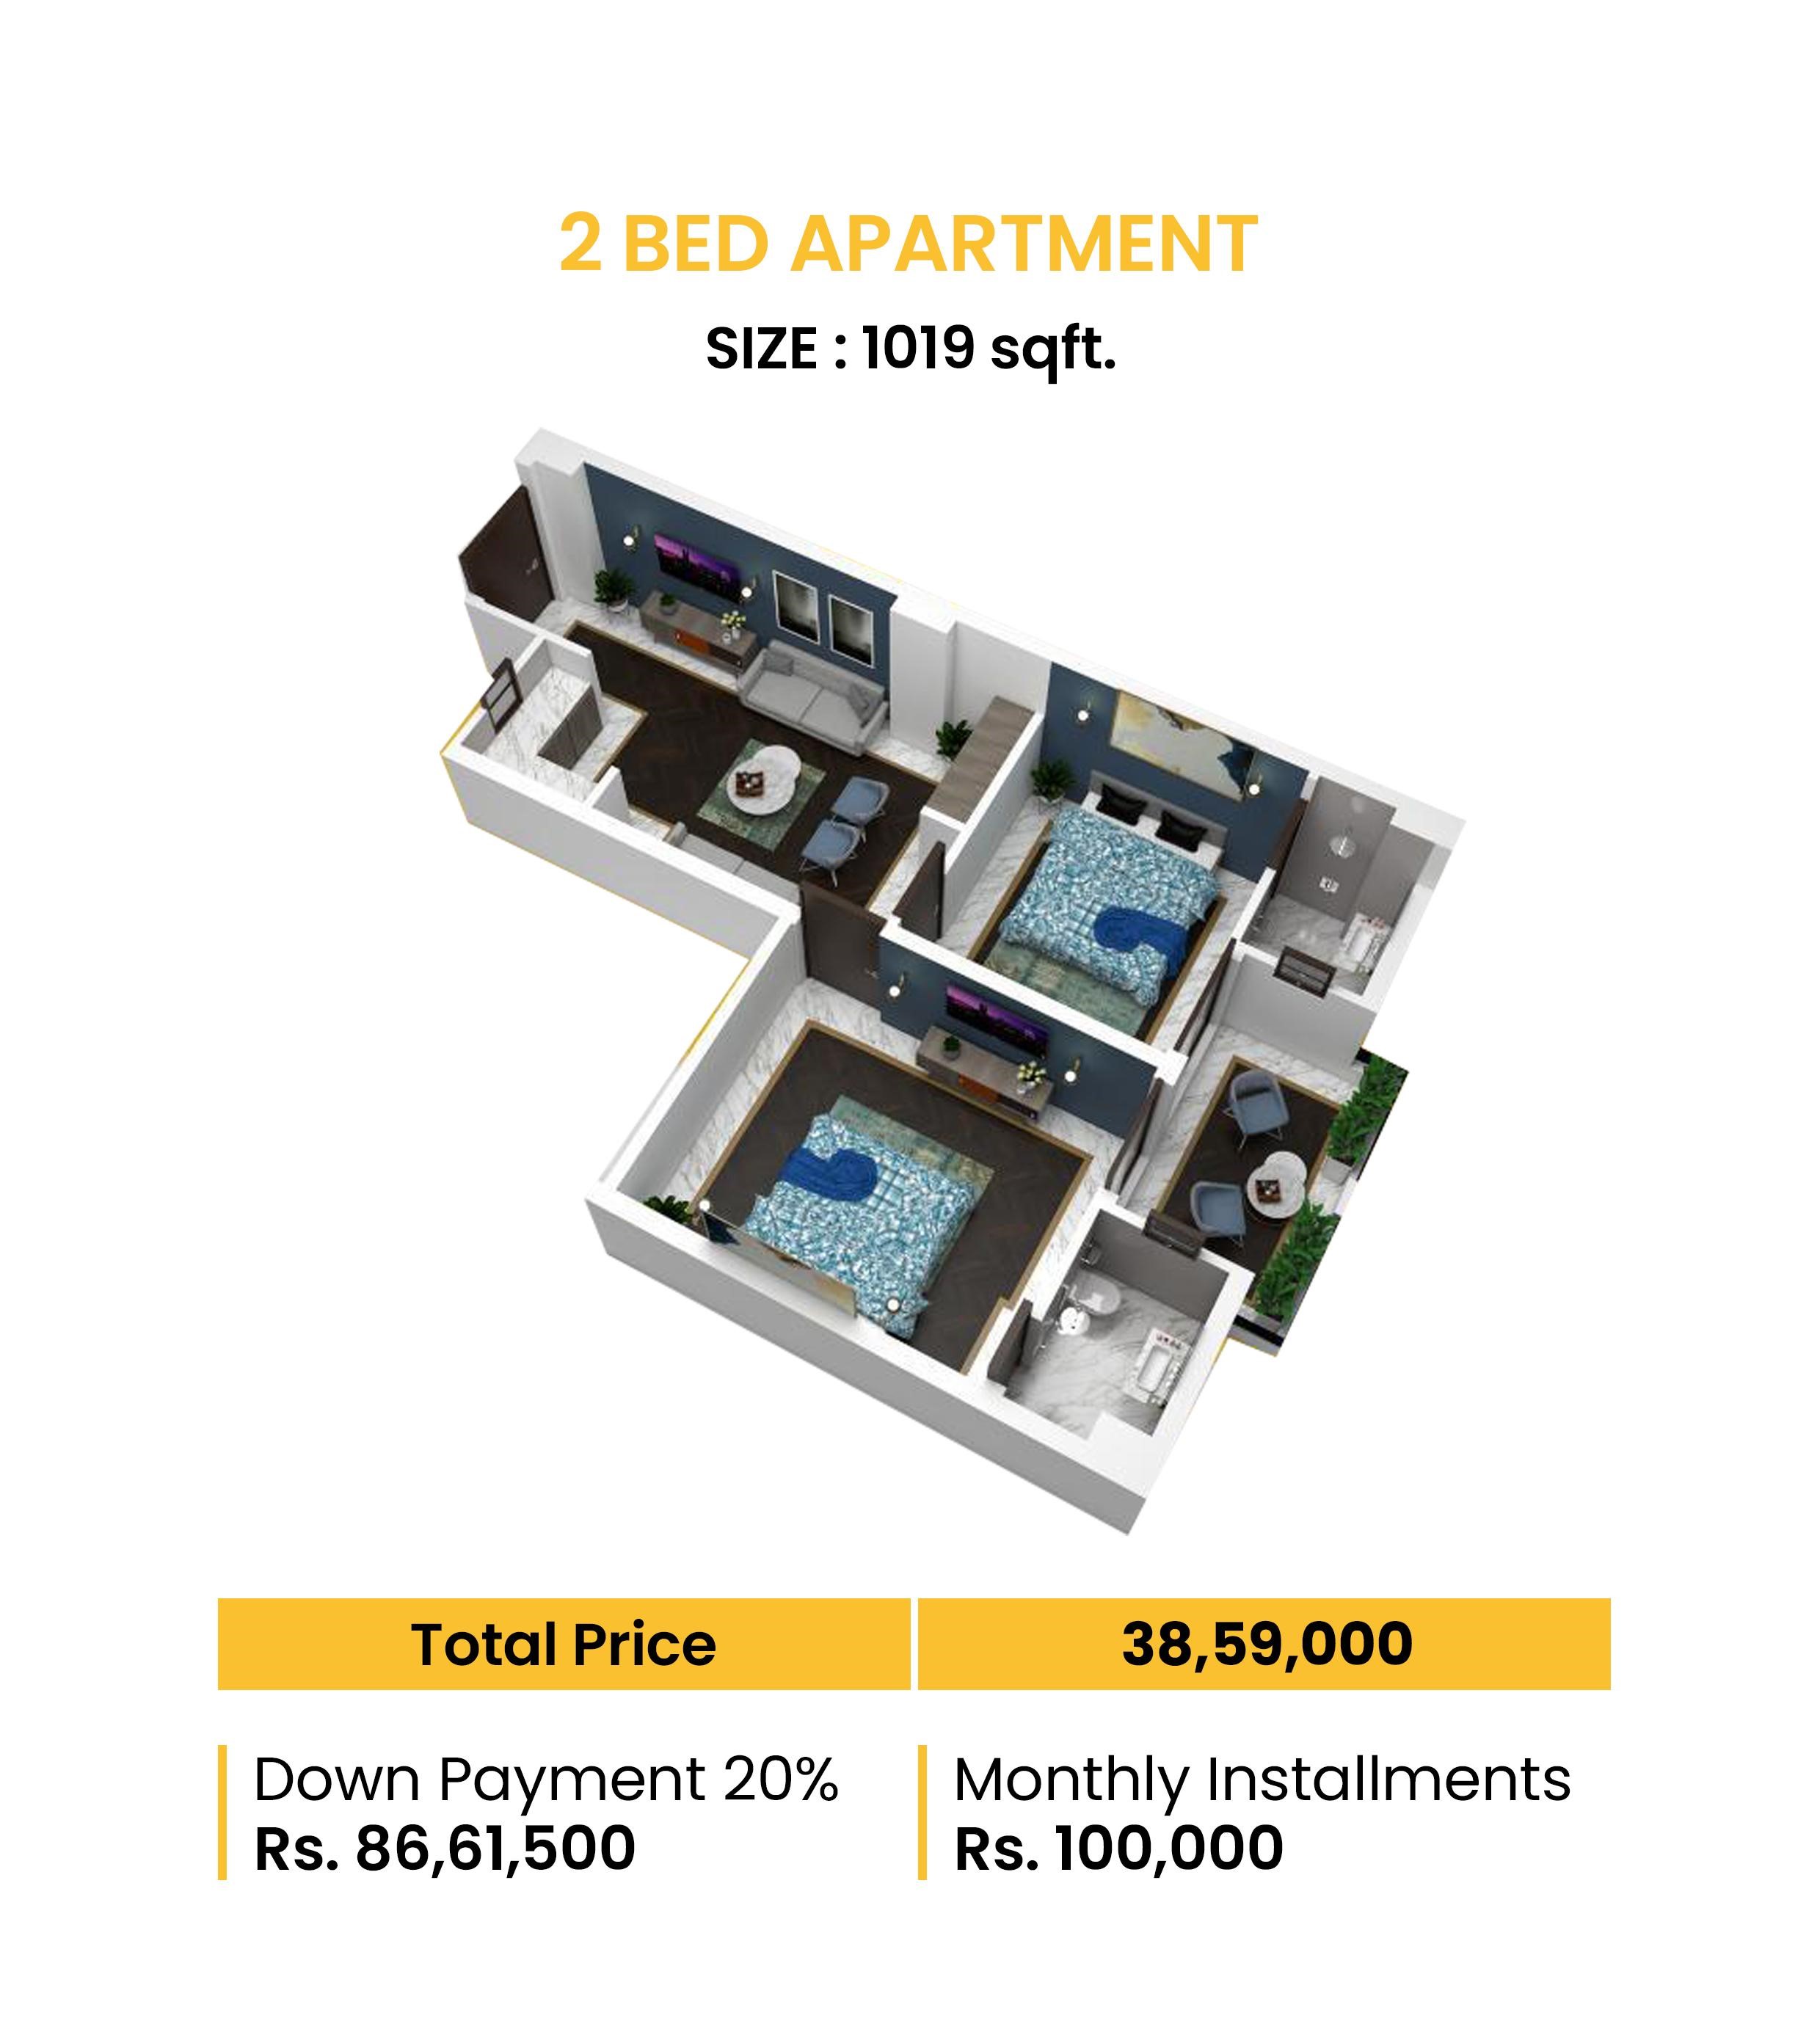 2 BED APARTMENT
SIZE : 1019 sqft.
Total Price
38,59,000
Down Payment 20%
Rs. 86,61,500
Monthly Installments
Rs. 100,000